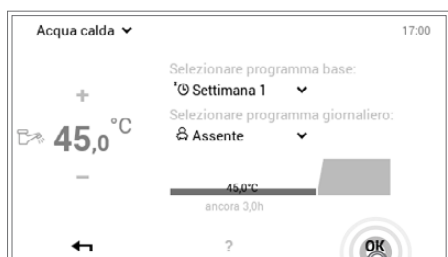 Acqua calda
17:00
Selezionare programma base:
Settimana 1
+
Selezionare programma giornaliero:
45,0°C
Assente
−
45,0°C
ancora 3,0h
?
OK